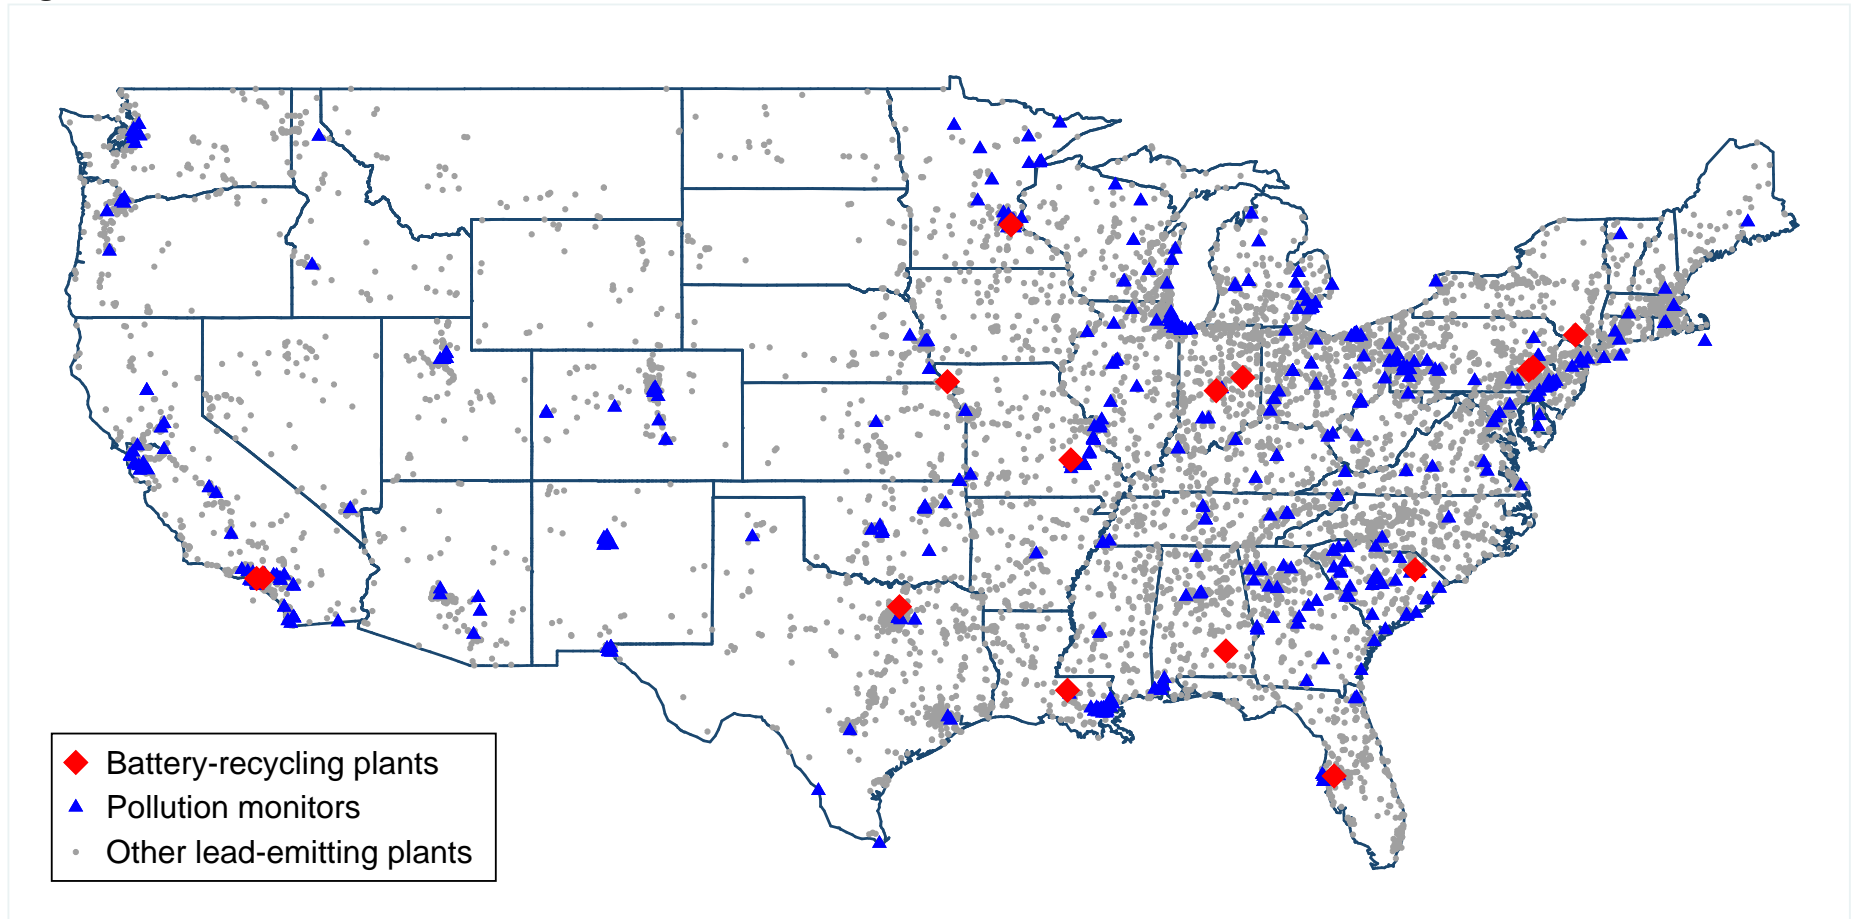 Battery-recycling plants
Pollution monitors
Other lead-emitting plants